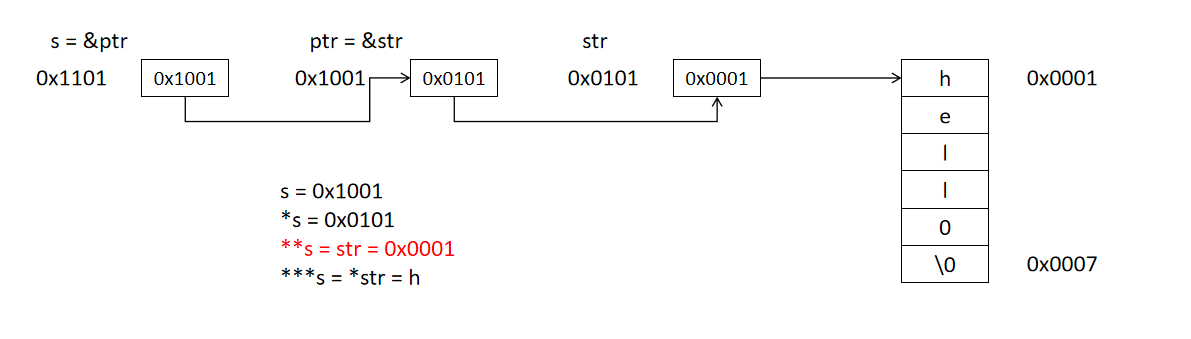 s = &ptr
ptr = &str
str
0x1101
0x1001
0x1001
0x0101
0x0101
0x0001
h
0x0001
e
l
l
0
\0
0x0007
s = 0x1001
*s = 0x0101
**s = str = 0x0001
***s = *str = h